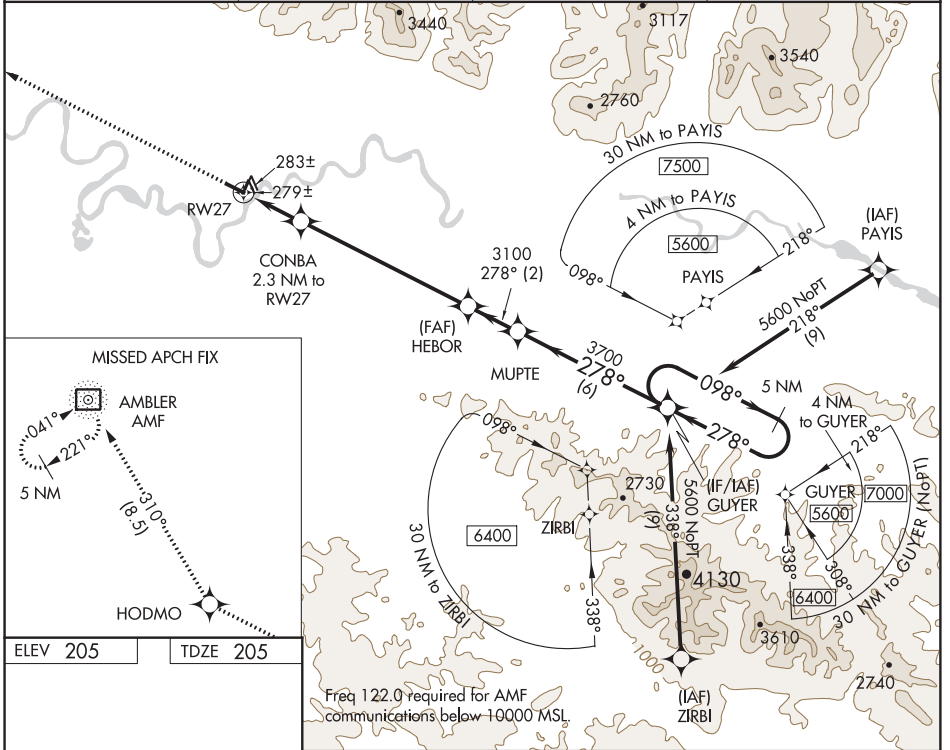 3440
3117
3540
2760
30 NM to PAYIS
7500
4 NM to PAYIS
5600
098°
218°
PAYIS
(IAF)
PAYIS
5600 NoPT
218°
(9)
283±
279±
RW27
CONBA
2.3 NM to
RW27
3100
278° (2)
(FAF)
HEBOR
MUPTE
3700
278°
(6)
098°
5 NM
278°
(IF/IAF)
GUYER
4 NM
to GUYER
218°
GUYER
5600
7000
338°
308°
6400
30 NM to GUYER (NoPT)
098°
2730
ZIRBI
6400
338°
30 NM to ZIRBI
5600 NoPT
338°
(9)
4130
3610
2740
1000
(IAF)
ZIRBI
MISSED APCH FIX
AMBLER
AMF
041°
221°
5 NM
310°
(8.5)
HODMO
ELEV 205
TDZE 205
Freq 122.0 required for AMF
communications below 10000 MSL.